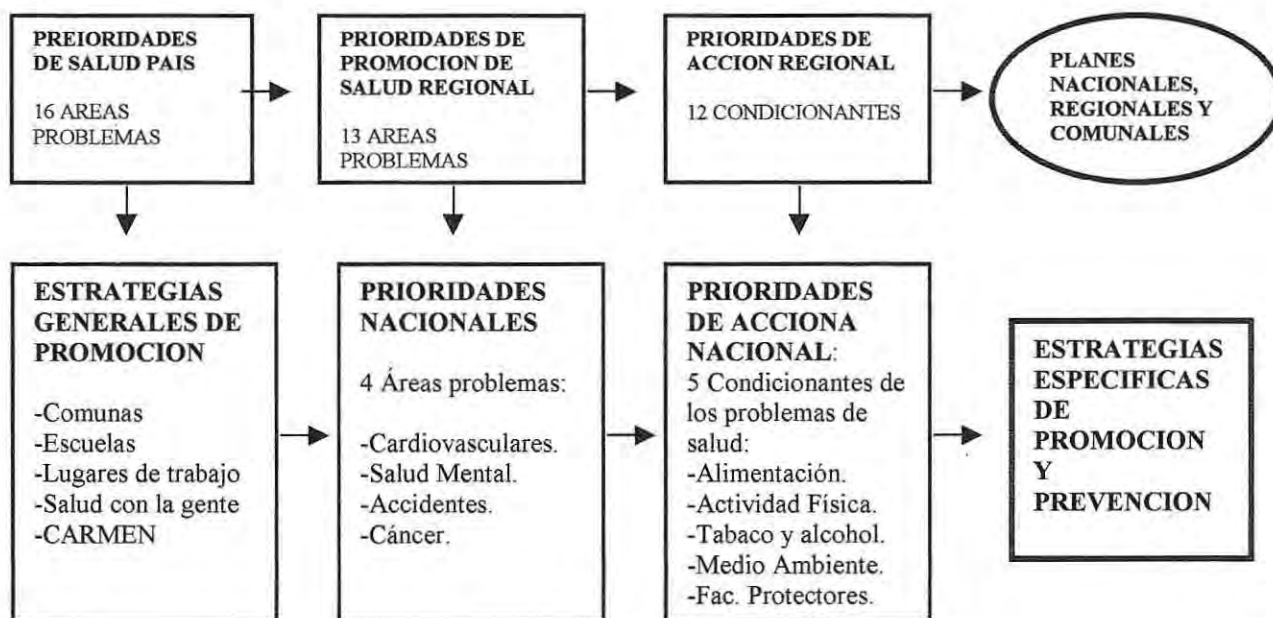 PREIORIDADES
DE SALUD PAIS
16 AREAS
PROBLEMAS
PRIORIDADES DE
PROMOCION DE
SALUD REGIONAL
13 AREAS
PROBLEMAS
PRIORIDADES DE
ACCION REGIONAL
12 CONDICIONANTES
PLANES
NACIONALES,
REGIONALES Y
COMUNALES
ESTRATEGIAS
GENERALES DE
PROMOCION
-Comunas
-Escuelas
-Lugares de trabajo
-Salud con la gente
-CARMEN
PRIORIDADES
NACIONALES
4 Áreas problemas:
-Cardiovasculares.
-Salud Mental.
-Accidentes.
-Cáncer.
PRIORIDADES
DE ACCIONA
NACIONAL:
5 Condicionantes de
los problemas de
salud:
-Alimentación.
-Actividad Física.
-Tabaco y alcohol.
-Medio Ambiente.
-Fac. Protectores.
ESTRATEGIAS
ESPECIFICAS
DE
PROMOCION
Y
PREVENCION